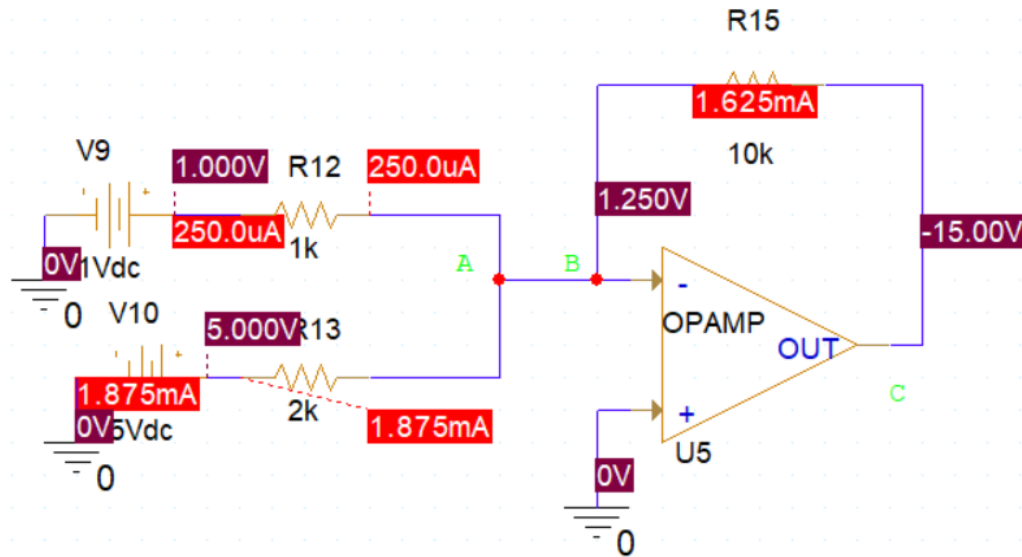 R15
1.625mA
10k
V9
1.000V
R12
250.0uA
1.250V
-15.00V
250.0uA
1k
0V
1Vdc
0
A
B
-
OPAMP
OUT
C
V10
5.000V
R13
1.875mA
2k
1.875mA
0V
5Vdc
0
+
U5
0V
0